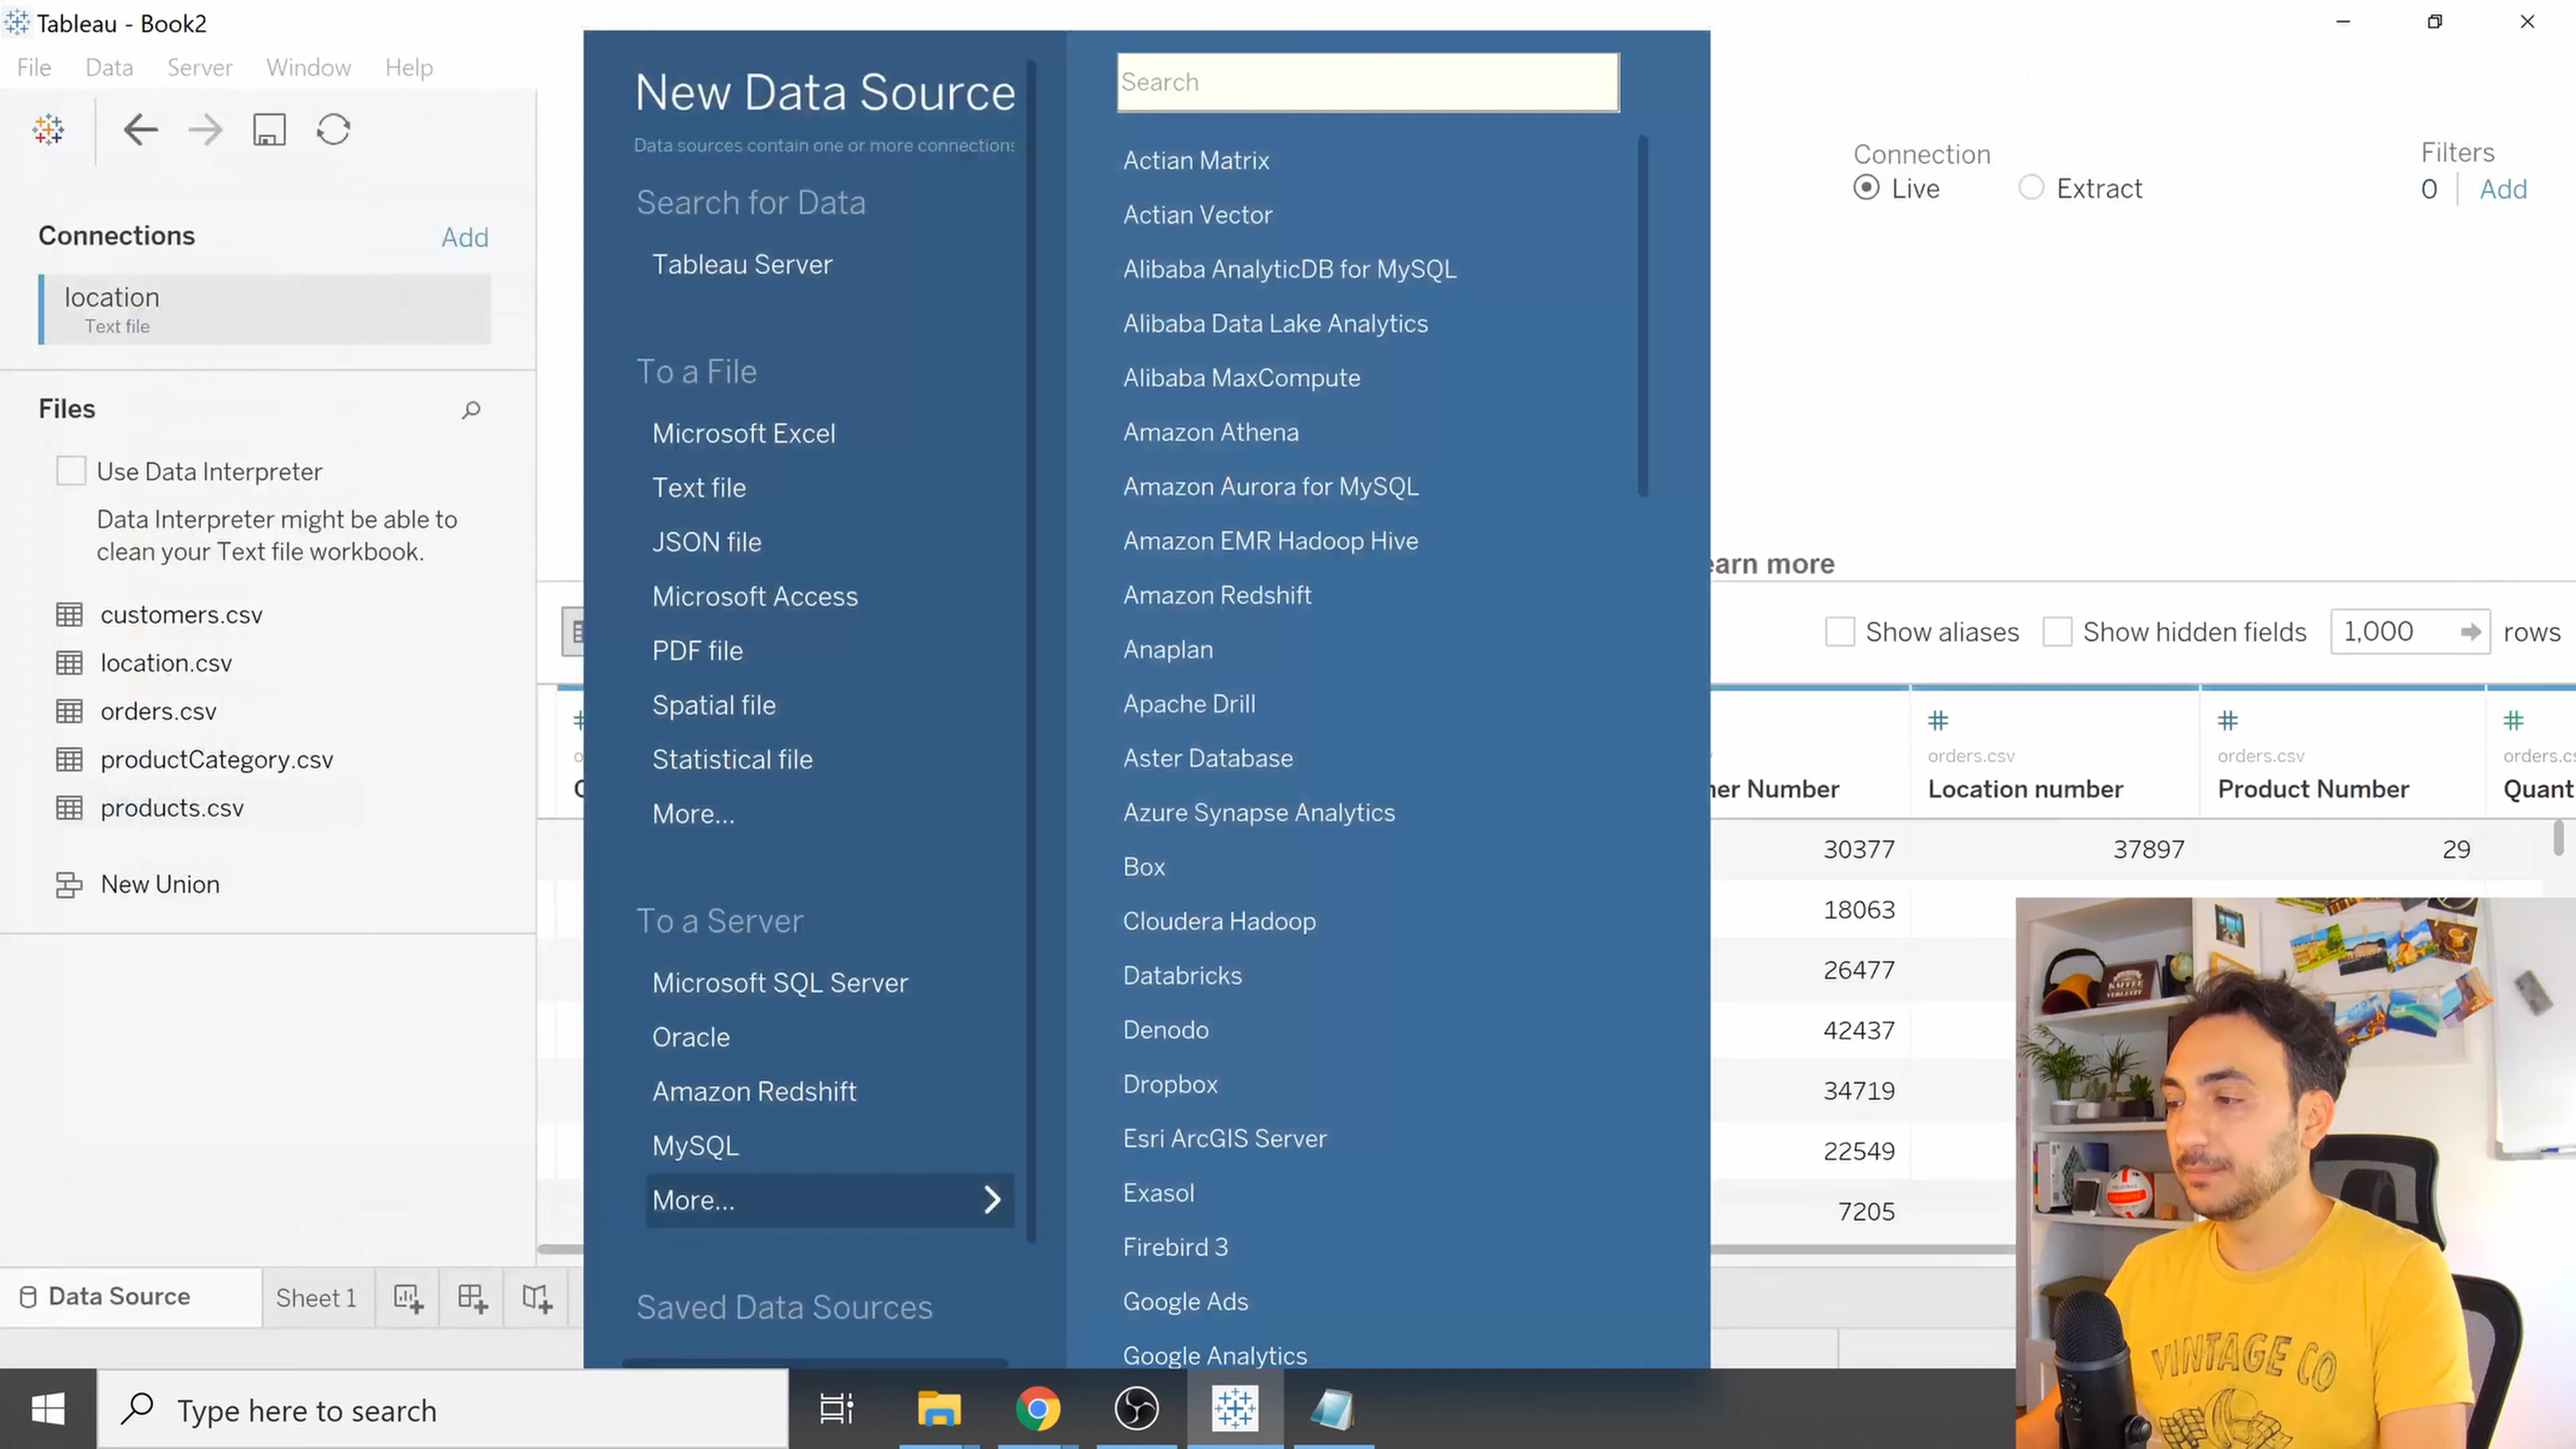 Tableau - Book2
File Data Server Window Help
Connections Add
location
Text file
Files
Use Data Interpreter
Data Interpreter might be able to
clean your Text file workbook.
customers.csv
location.csv
orders.csv
productCategory.csv
products.csv
New Union
New Data Source
Data sources contain one or more connections
Search for Data
Tableau Server
To a File
Microsoft Excel
Text file
JSON file
Microsoft Access
PDF file
Spatial file
Statistical file
More...
To a Server
Microsoft SQL Server
Oracle
Amazon Redshift
MySQL
More...
Saved Data Sources
Search
Actian Matrix
Actian Vector
Alibaba AnalyticDB for MySQL
Alibaba Data Lake Analytics
Alibaba MaxCompute
Amazon Athena
Amazon Aurora for MySQL
Amazon EMR Hadoop Hive
Amazon Redshift
Anaplan
Apache Drill
Aster Database
Azure Synapse Analytics
Box
Cloudera Hadoop
Databricks
Denodo
Dropbox
Esri ArcGIS Server
Exasol
Firebird 3
Google Ads
Google Analytics
Connection
Live Extract
Filters
0 Add
earn more
Show aliases Show hidden fields 1,000 rows
orders.csv orders.csv orders.cs
ner Number Location number Product Number Quant
30377 37897 29
18063
26477
42437
34719
22549
7205
VINTAGE CO
Data Source Sheet 1
Type here to search